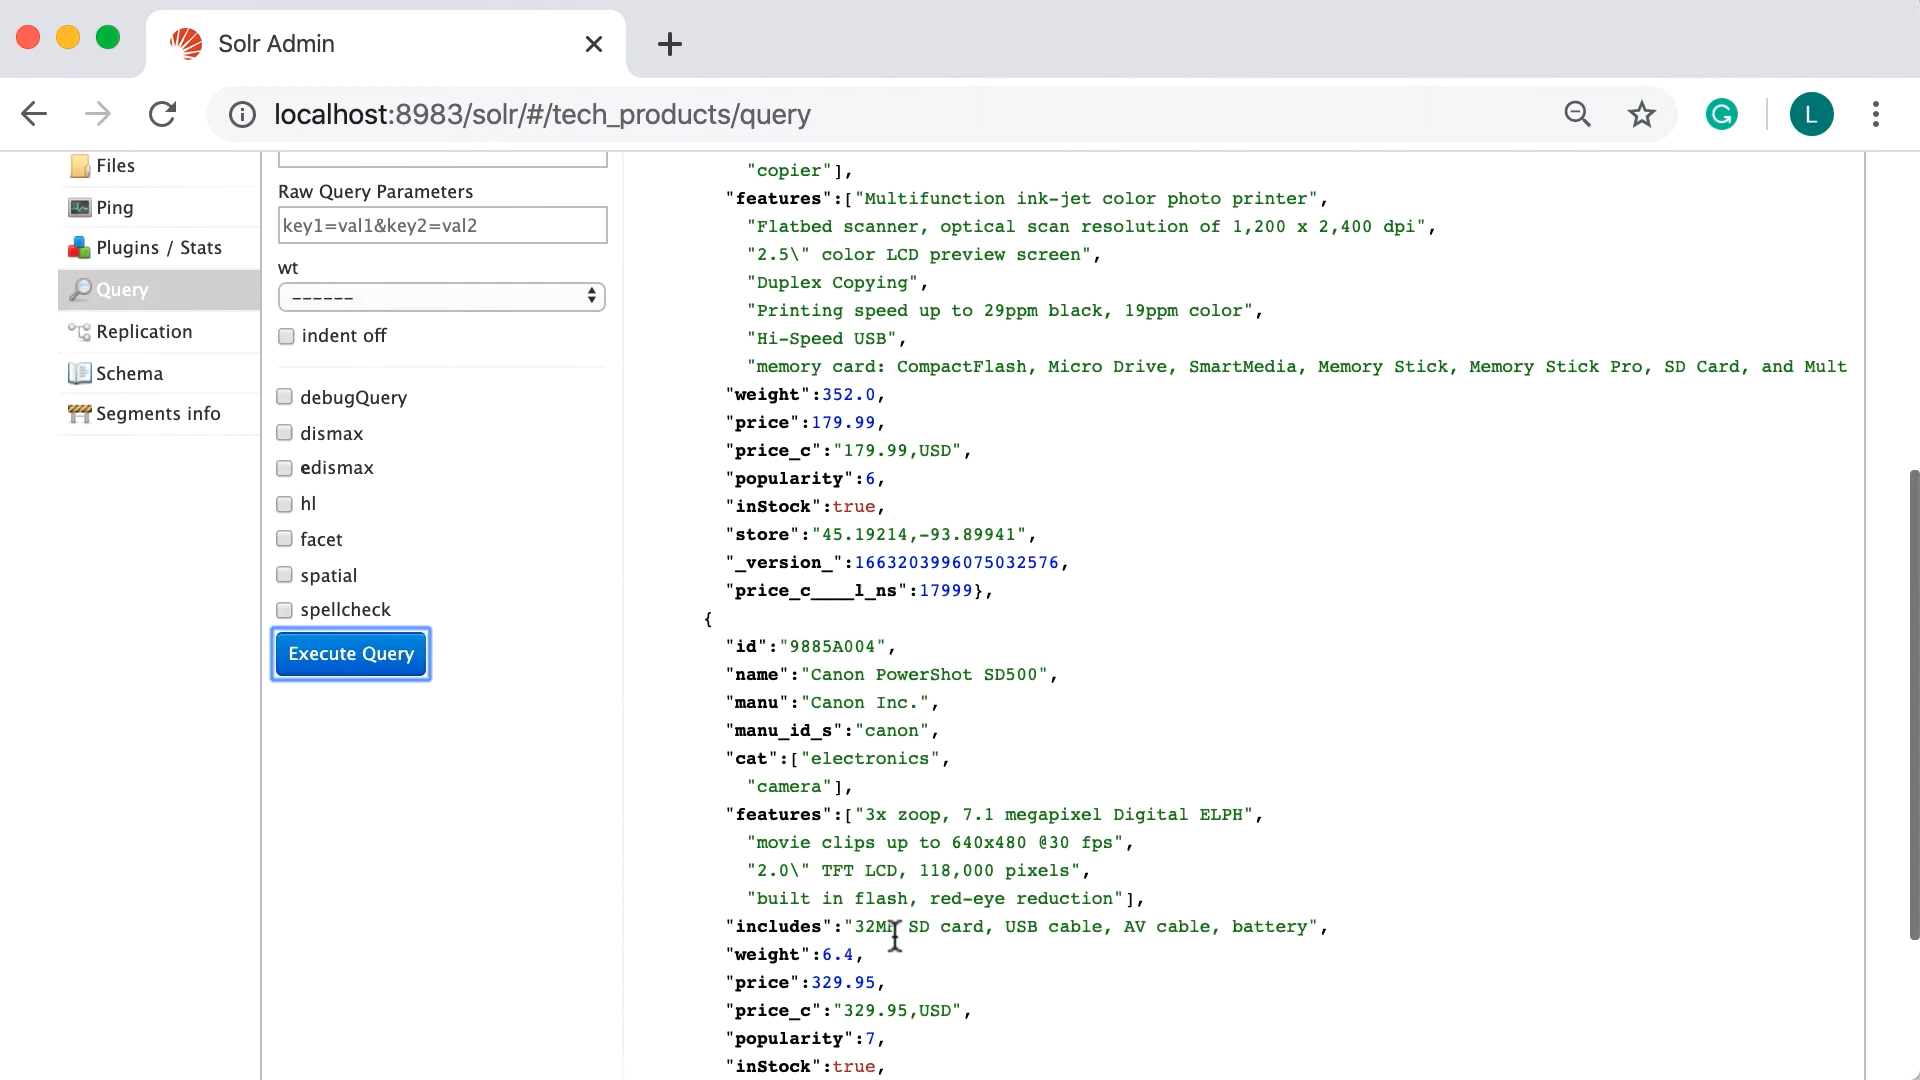 Solr Admin
localhost:8983/solr/#/tech_products/query
L
Files
Ping
Plugins / Stats
Query
Replication
Schema
Segments info
Raw Query Parameters
key1=val1&key2=val2
wt
------
indent off
debugQuery
dismax
edismax
hl
facet
spatial
spellcheck
Execute Query
"copier"],
"features":["Multifunction ink-jet color photo printer",
"Flatbed scanner, optical scan resolution of 1,200 x 2,400 dpi",
"2.5\" color LCD preview screen",
"Duplex Copying",
"Printing speed up to 29ppm black, 19ppm color",
"Hi-Speed USB",
"memory card: CompactFlash, Micro Drive, SmartMedia, Memory Stick, Memory Stick Pro, SD Card, and Mult
"weight":352.0,
"price":179.99,
"price_c":"179.99,USD",
"popularity":6,
"inStock":true,
"store":"45.19214,-93.89941",
"_version_":1663203996075032576,
"price_c____l_ns":17999},
{
"id":"9885A004",
"name":"Canon PowerShot SD500",
"manu":"Canon Inc.",
"manu_id_s":"canon",
"cat":["electronics",
"camera"],
"features":["3x zoop, 7.1 megapixel Digital ELPH",
"movie clips up to 640x480 @30 fps",
"2.0\" TFT LCD, 118,000 pixels",
"built in flash, red-eye reduction"],
"includes":"32MB SD card, USB cable, AV cable, battery",
"weight":6.4,
"price":329.95,
"price_c":"329.95,USD",
"popularity":7,
"inStock":true,